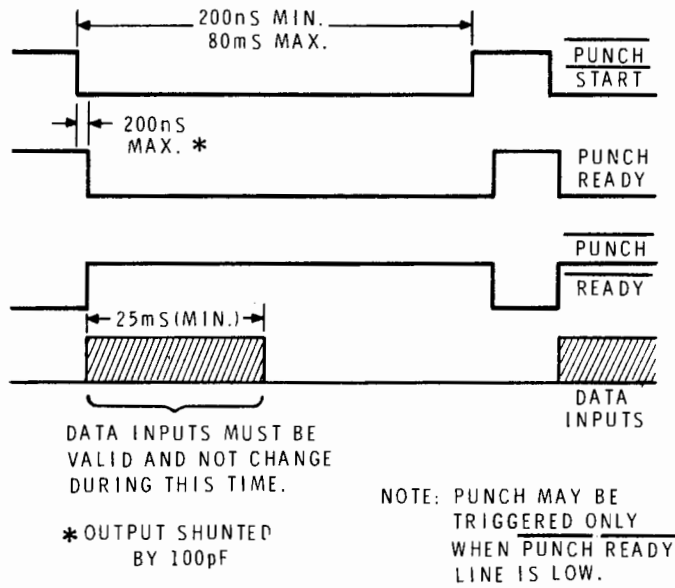 200nS MIN.
80mS MAX.
PUNCH
START
200nS
MAX. *
PUNCH
READY
PUNCH
READY
25mS(MIN.)
DATA
INPUTS
DATA INPUTS MUST BE
VALID AND NOT CHANGE
DURING THIS TIME.
* OUTPUT SHUNTED
BY 100pF
NOTE: PUNCH MAY BE
TRIGGERED ONLY
WHEN PUNCH READY
LINE IS LOW.